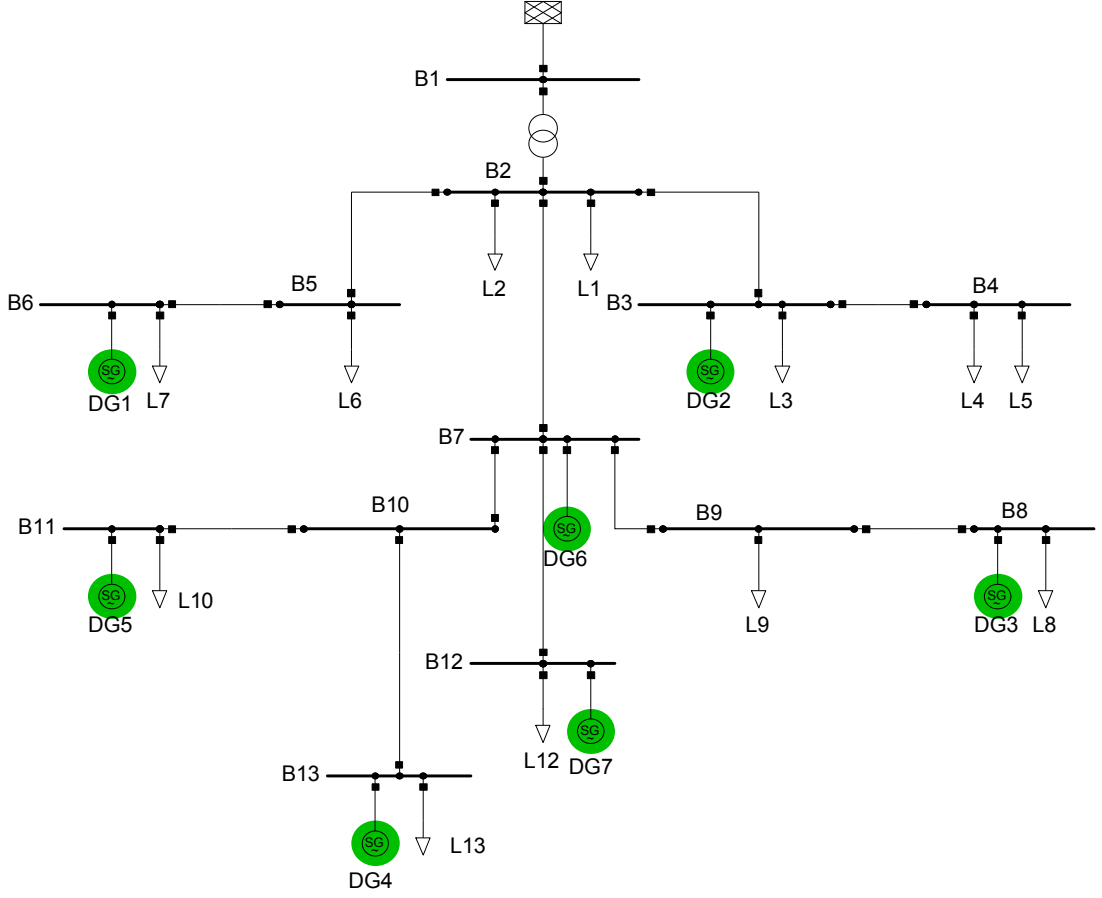 B1
B2
L2
L1
B6
B5
B3
B4
SG
~
DG1
L7
L6
SG
~
DG2
L3
L4
L5
B7
B11
B10
B9
B8
SG
~
DG6
SG
~
DG5
L10
L9
SG
~
DG3
L8
B12
L12
SG
~
DG7
B13
SG
~
DG4
L13